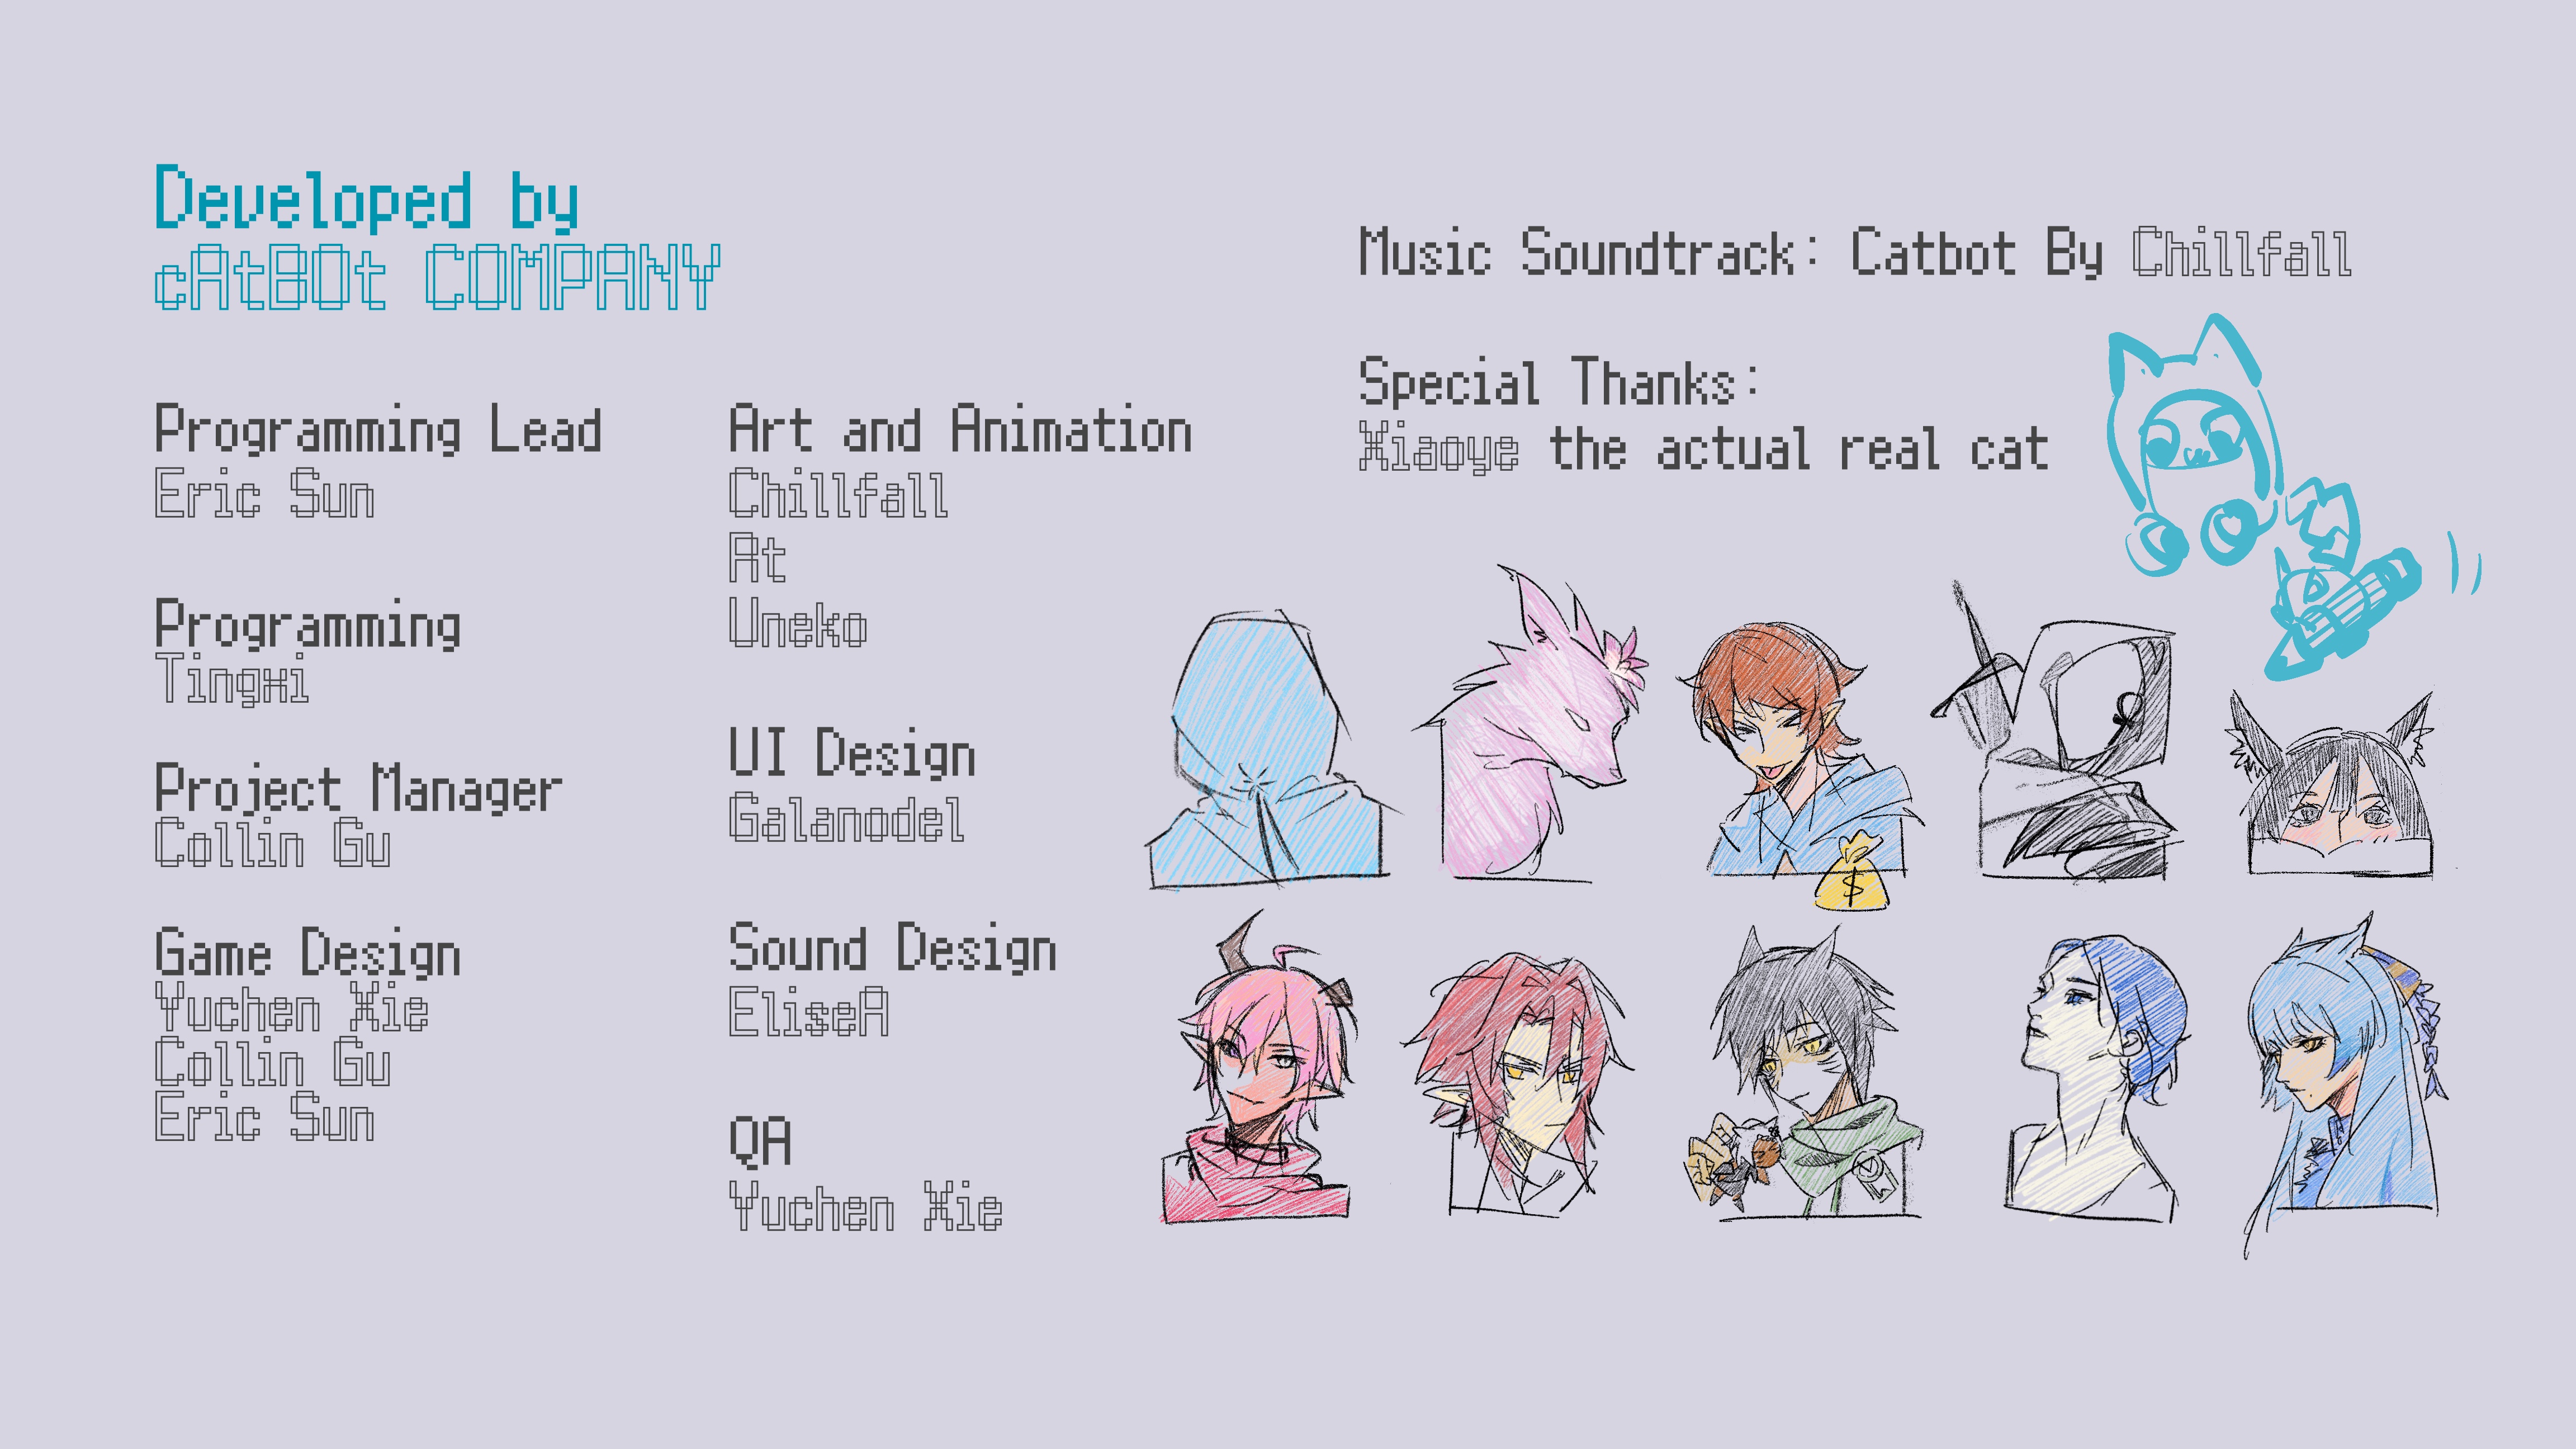 Developed by
cAtBOt COMPANY
Programming Lead
Eric Sun
Programming
Tingxi
Project Manager
Collin Gu
Game Design
Yuchen Xie
Collin Gu
Eric Sun
Art and Animation
Chillfall
At
Uneko
UI Design
Galanodel
Sound Design
EliseA
QA
Yuchen Xie
Music Soundtrack: Catbot By Chillfall
Special Thanks:
Xiaoye the actual real cat
$